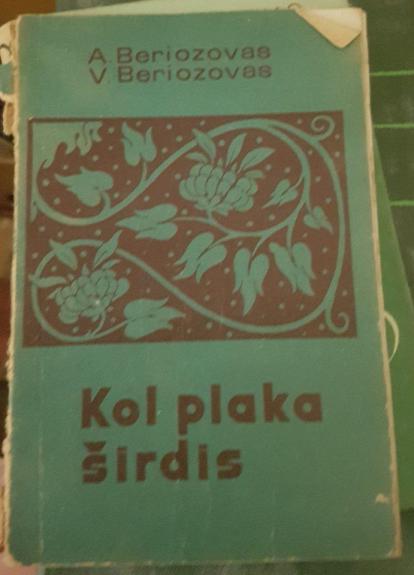 A. Beriozovas
V. Beriozovas
Kol plaka
širdis